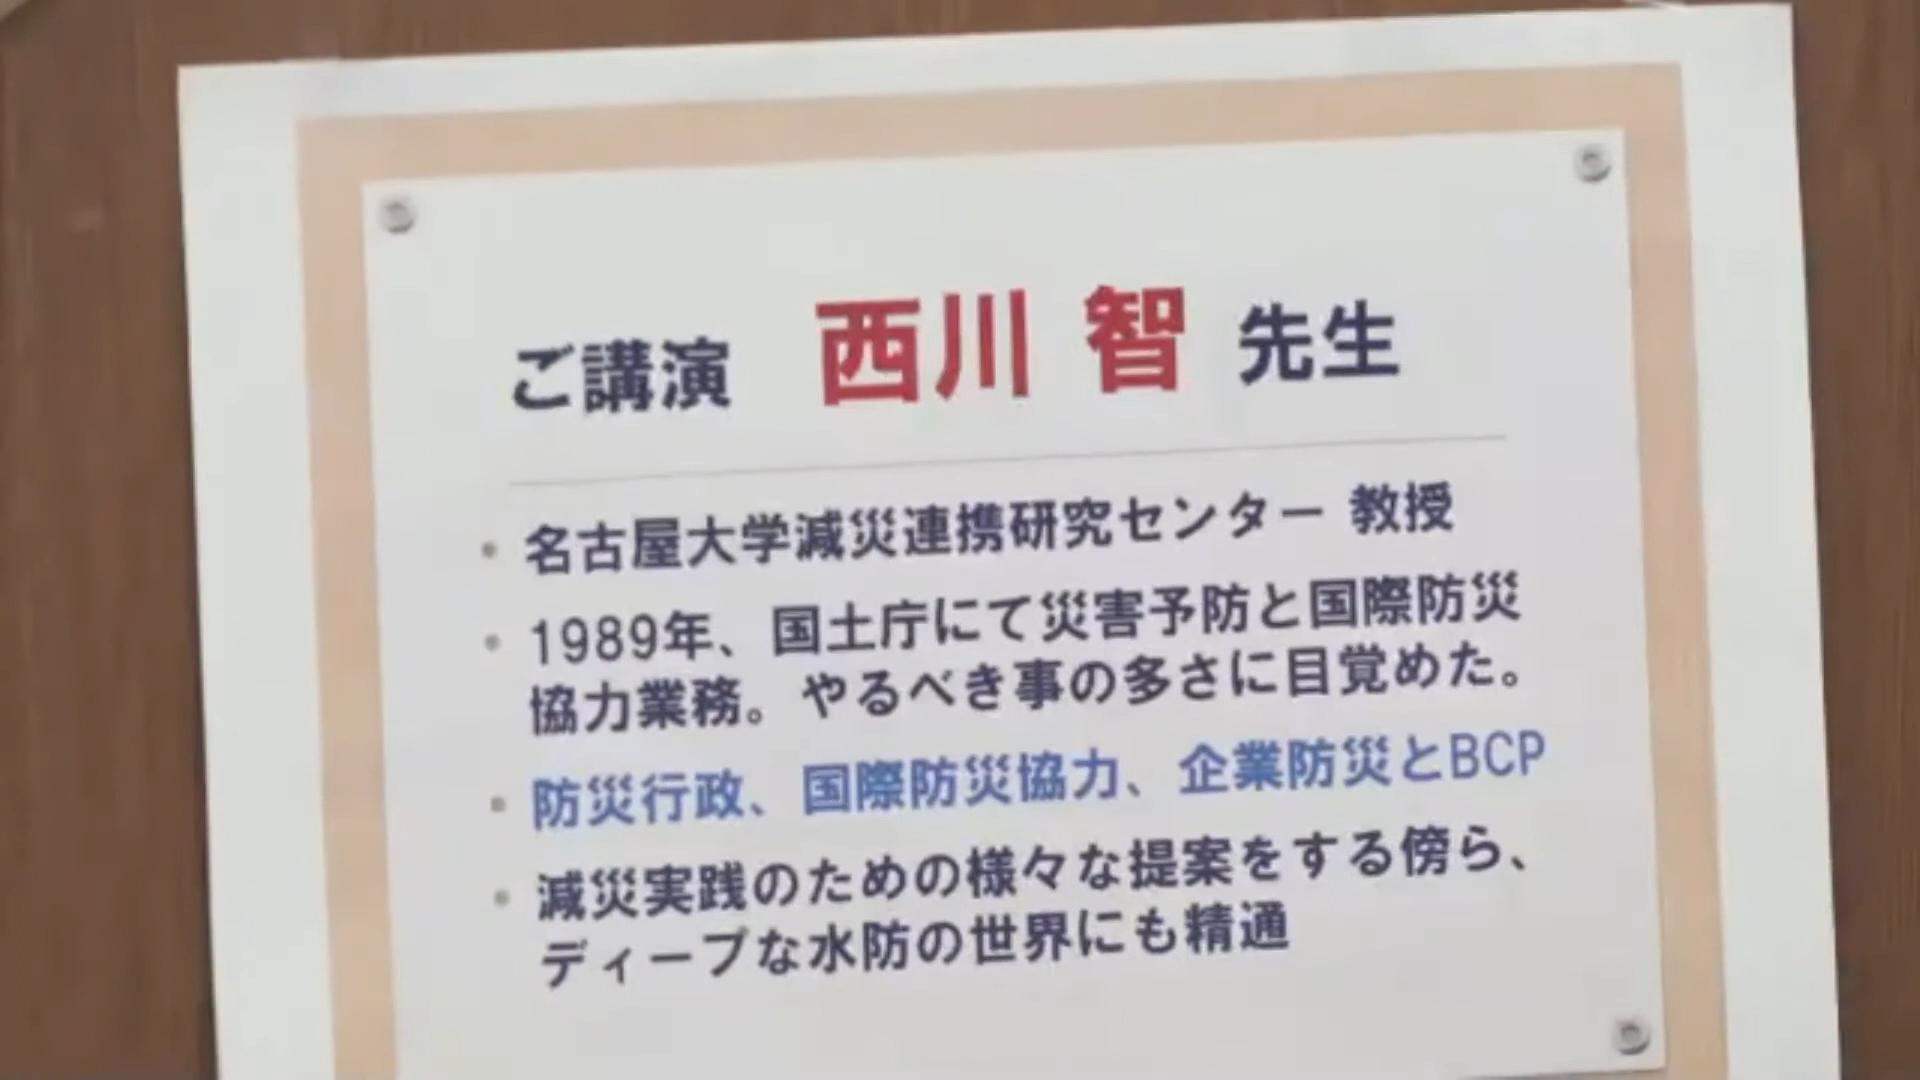 ご講演 西川 智 先生
・名古屋大学減災連携研究センター 教授
・1989年、国土庁にて災害予防と国際防災
協力業務。やるべき事の多さに目覚めた。
・防災行政、国際防災協力、企業防災とBCP
・減災実践のための様々な提案をする傍ら、
ディープな水防の世界にも精通